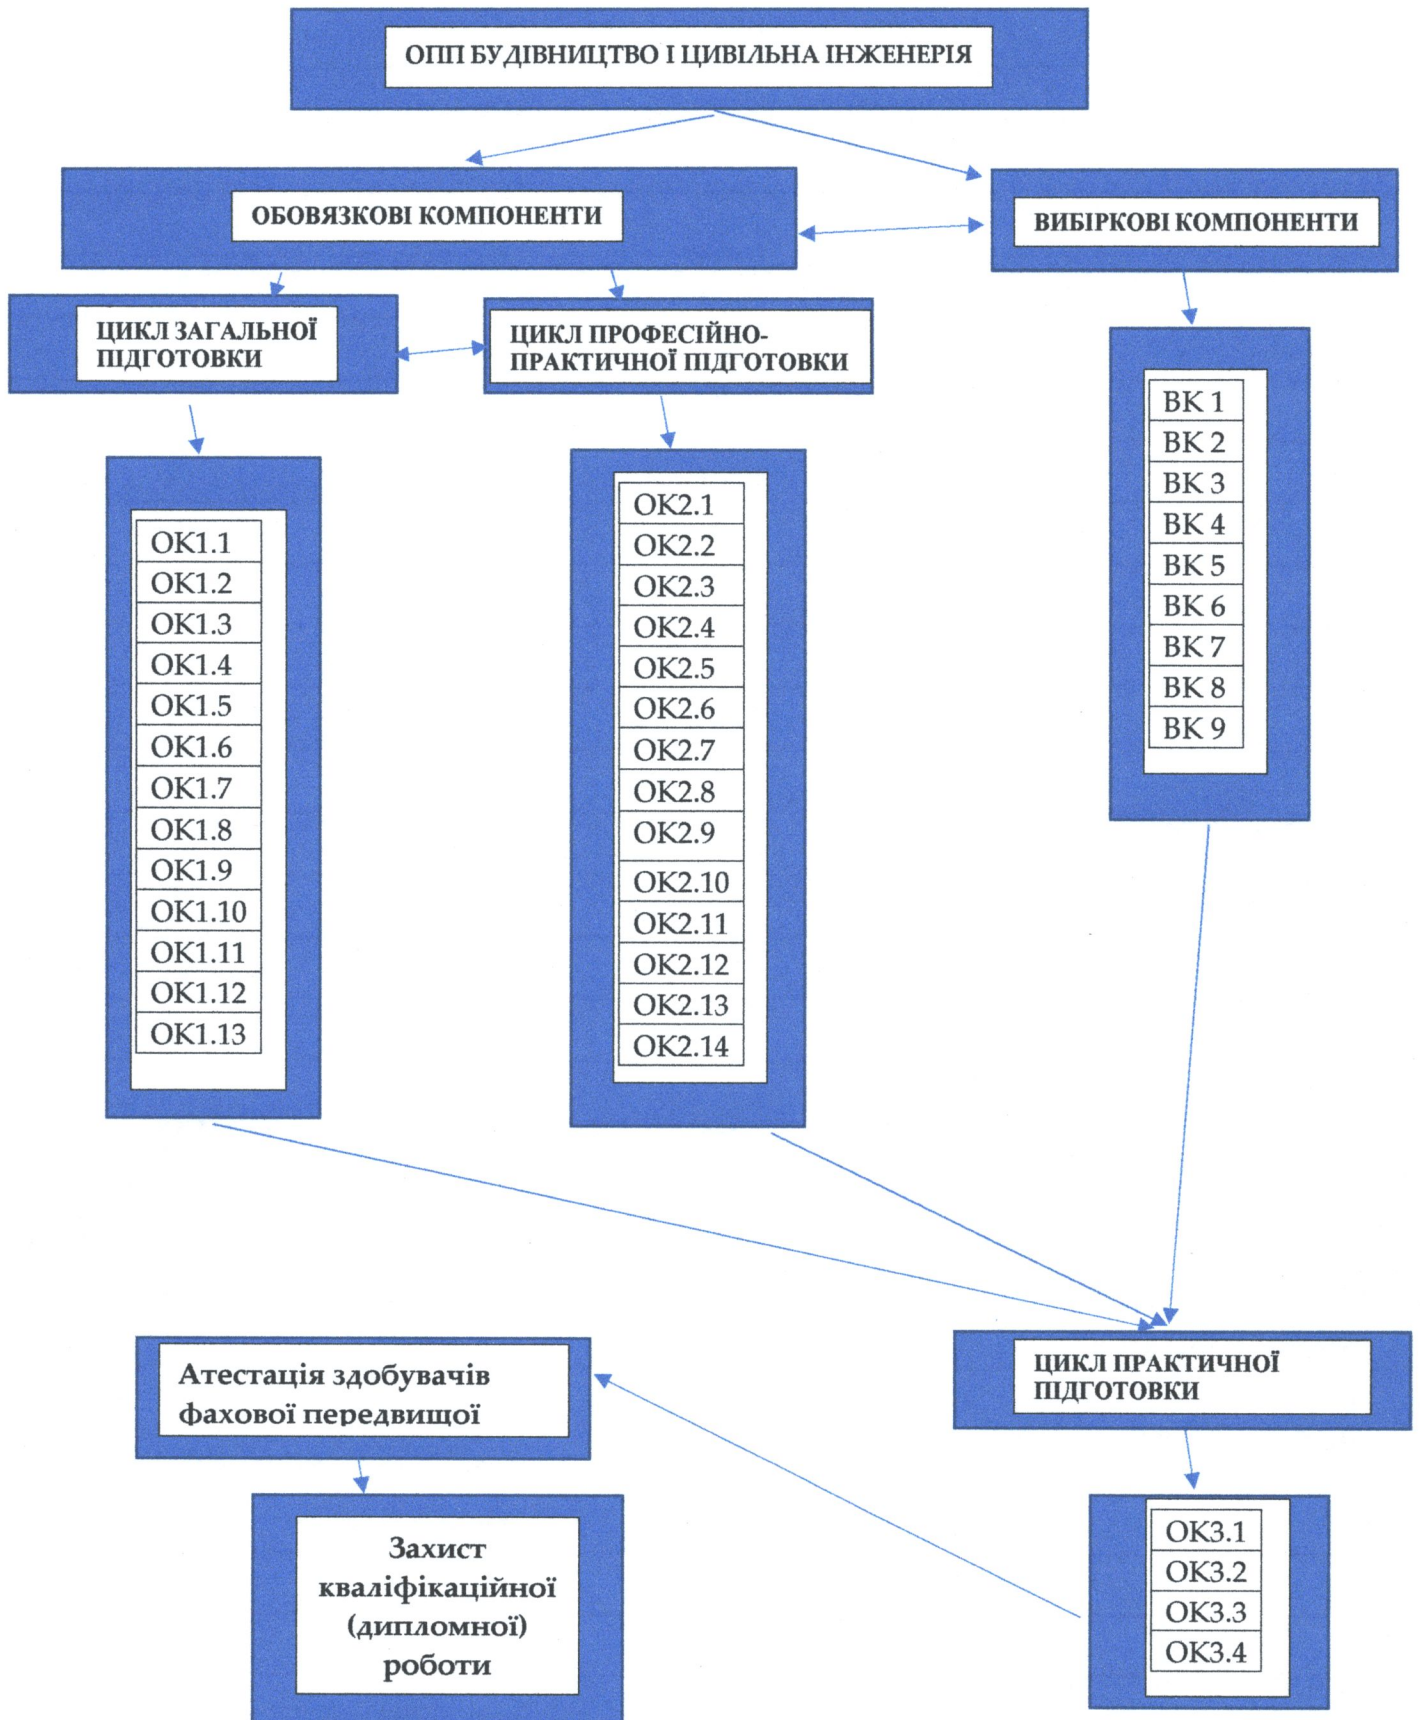 ОПП БУДІВНИЦТВО І ЦИВІЛЬНА ІНЖЕНЕРІЯ
ОБОВЯЗКОВІ КОМПОНЕНТИ
ВИБІРКОВІ КОМПОНЕНТИ
ЦИКЛ ЗАГАЛЬНОЇ
ПІДГОТОВКИ
ЦИКЛ ПРОФЕСІЙНО-
ПРАКТИЧНОЇ ПІДГОТОВКИ
ОК1.1
ОК1.2
ОК1.3
ОК1.4
ОК1.5
ОК1.6
ОК1.7
ОК1.8
ОК1.9
ОК1.10
ОК1.11
ОК1.12
ОК1.13
ОК2.1
ОК2.2
ОК2.3
ОК2.4
ОК2.5
ОК2.6
ОК2.7
ОК2.8
ОК2.9
ОК2.10
ОК2.11
ОК2.12
ОК2.13
ОК2.14
ВК 1
ВК 2
ВК 3
ВК 4
ВК 5
ВК 6
ВК 7
ВК 8
ВК 9
ЦИКЛ ПРАКТИЧНОЇ
ПІДГОТОВКИ
ОК3.1
ОК3.2
ОК3.3
ОК3.4
Атестація здобувачів
фахової передвищої
Захист
кваліфікаційної
(дипломної)
роботи